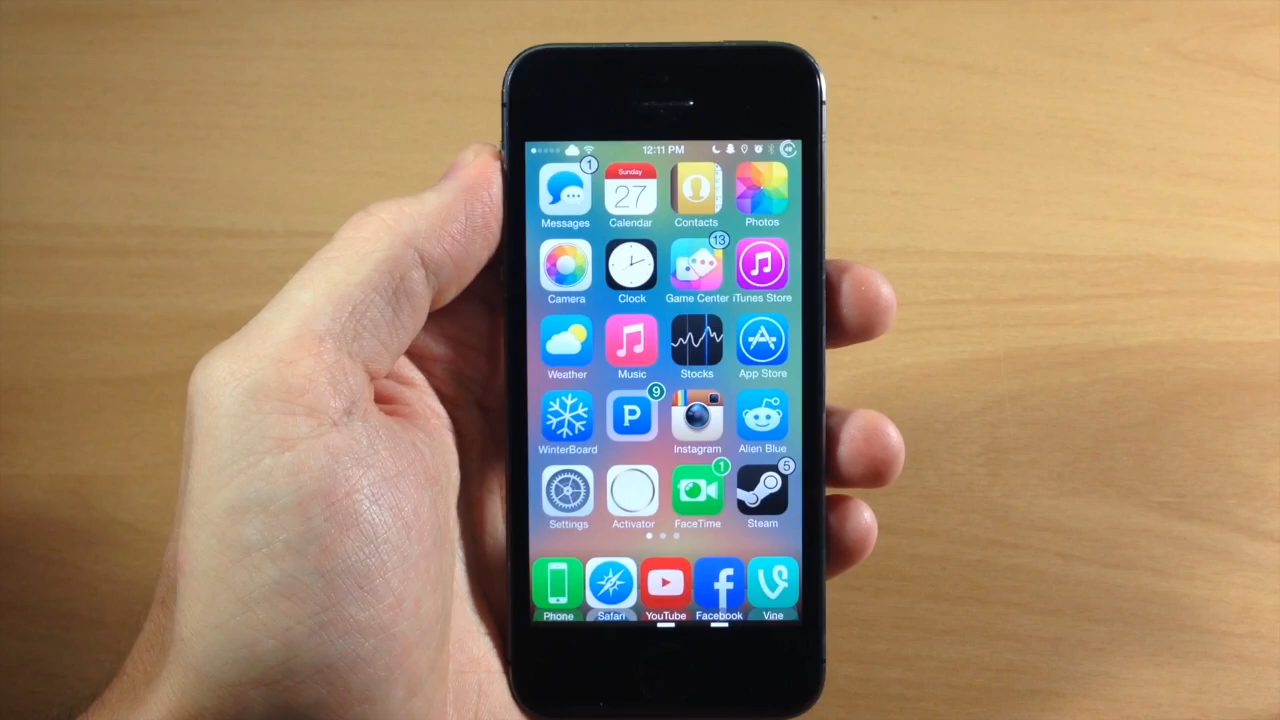 12:11 PM 48
1 Sunday
27 13
Messages Calendar Contacts Photos
Camera Clock Game Center iTunes Store
Weather Music Stocks App Store
P 9
WinterBoard Instagram Alien Blue
1 5
Settings Activator FaceTime Steam
f
Phone Safari YouTube Facebook Vine